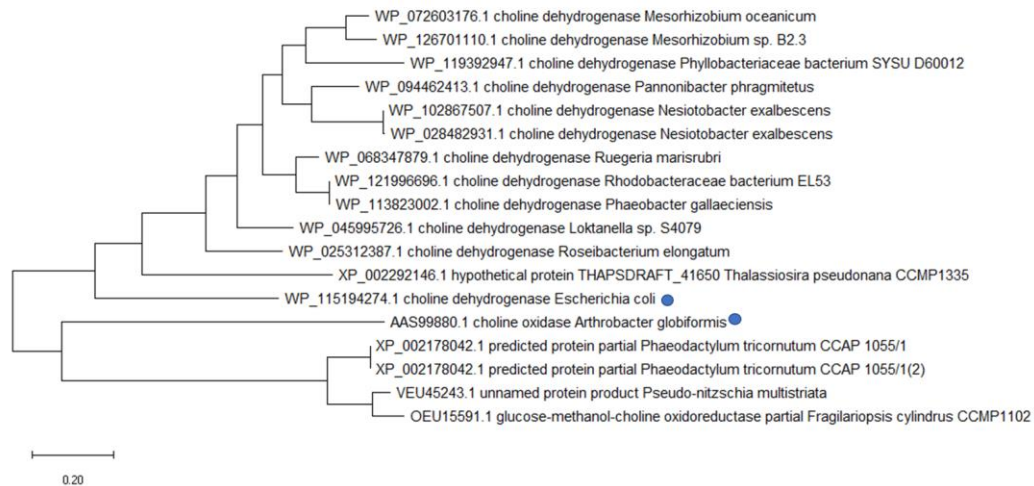 WP_072603176.1 choline dehydrogenase Mesorhizobium oceanicum
WP_126701110.1 choline dehydrogenase Mesorhizobium sp. B2.3
WP_119392947.1 choline dehydrogenase Phyllobacteriaceae bacterium SYSU D60012
WP_094462413.1 choline dehydrogenase Pannonibacter phragmitetus
WP_102867507.1 choline dehydrogenase Nesiotobacter exalbescens
WP_028482931.1 choline dehydrogenase Nesiotobacter exalbescens
WP_068347879.1 choline dehydrogenase Ruegeria marisrubri
WP_121996696.1 choline dehydrogenase Rhodobacteraceae bacterium EL53
WP_113823002.1 choline dehydrogenase Phaeobacter gallaeciensis
WP_045995726.1 choline dehydrogenase Loktanella sp. S4079
WP_025312387.1 choline dehydrogenase Roseibacterium elongatum
XP_002292146.1 hypothetical protein THAPSDRAFT_41650 Thalassiosira pseudonana CCMP1335
WP_115194274.1 choline dehydrogenase Escherichia coli
AAS99880.1 choline oxidase Arthrobacter globiformis
XP_002178042.1 predicted protein partial Phaeodactylum tricornutum CCAP 1055/1
XP_002178042.1 predicted protein partial Phaeodactylum tricornutum CCAP 1055/1(2)
VEU45243.1 unnamed protein product Pseudo-nitzschia multistriata
OEU15591.1 glucose-methanol-choline oxidoreductase partial Fragilariopsis cylindrus CCMP1102
0.20